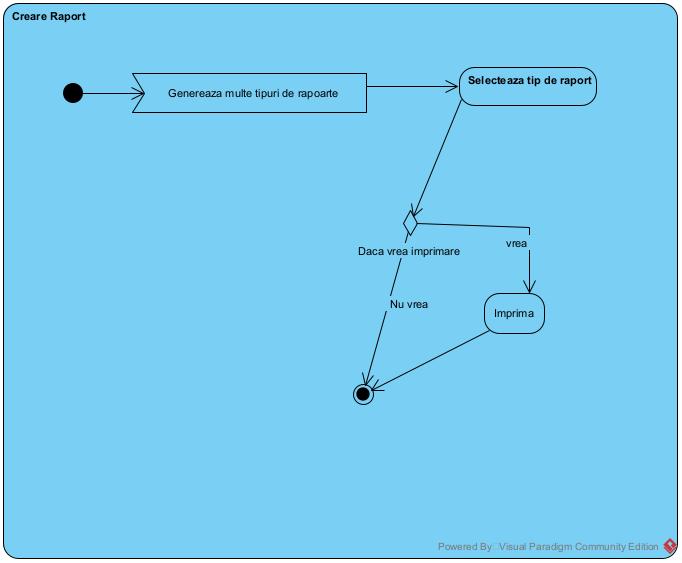 Creare Raport
Genereaza multe tipuri de rapoarte
Selecteaza tip de raport
Daca vrea imprimare
vrea
Nu vrea
Imprima
Powered By Visual Paradigm Community Edition